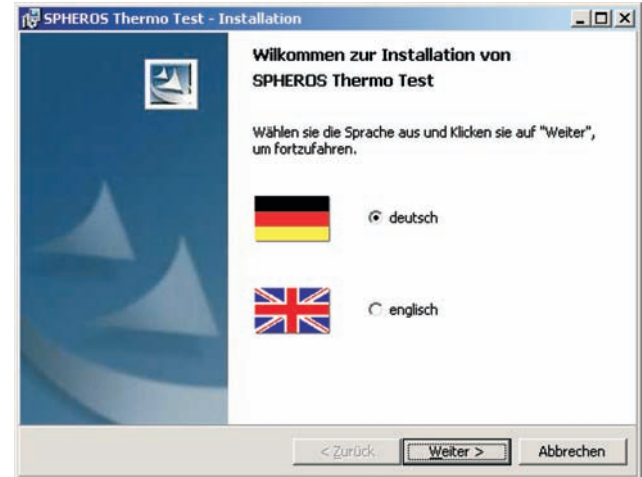 SPHEROS Thermo Test - Installation
Wilkommen zur Installation von
SPHEROS Thermo Test
Wählen sie die Sprache aus und Klicken sie auf "Weiter",
um fortzufahren.
deutsch
englisch
< Zurück Weiter > Abbrechen